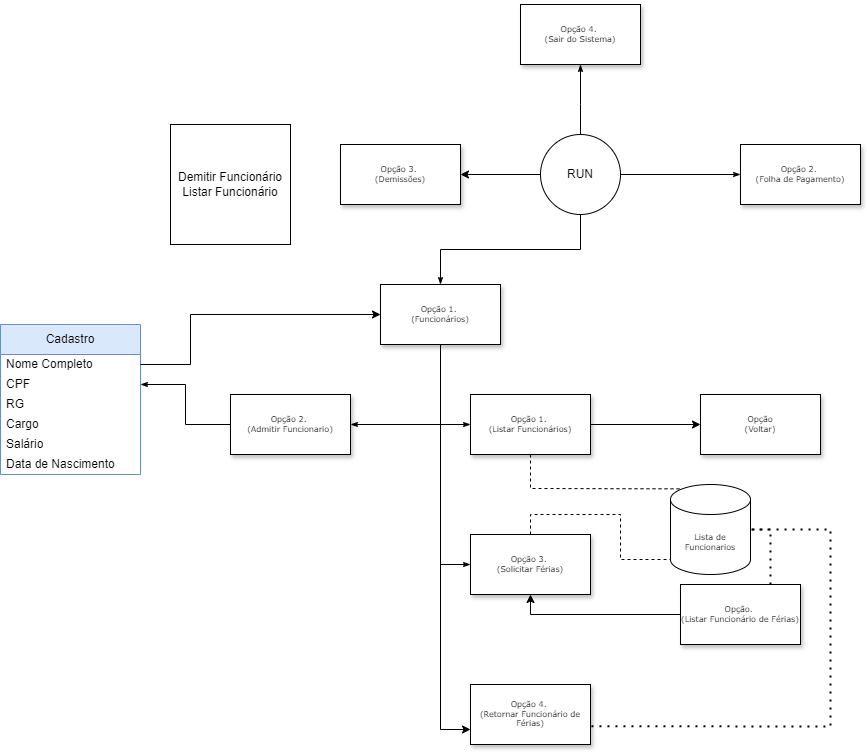 Opção 4.
(Sair do Sistema)
Demitir Funcionário
Listar Funcionário
Opção 3.
(Demissões)
RUN
Opção 2.
(Folha de Pagamento)
Opção 1.
(Funcionários)
Cadastro
Nome Completo
CPF
RG
Cargo
Salário
Data de Nascimento
Opção 2.
(Admitir Funcionario)
Opção 1.
(Listar Funcionários)
Opção
(Voltar)
Lista de
Funcionarios
Opção 3.
(Solicitar Férias)
Opção.
(Listar Funcionário de Férias)
Opção 4.
(Retornar Funcionário de
Férias)